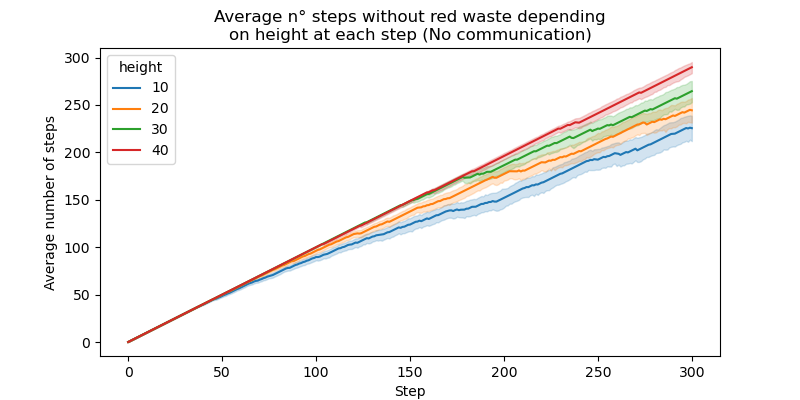 Average n° steps without red waste depending
on height at each step (No communication)
height
10
20
30
40
Average number of steps
300
250
200
150
100
50
0
0 50 100 150 200 250 300
Step